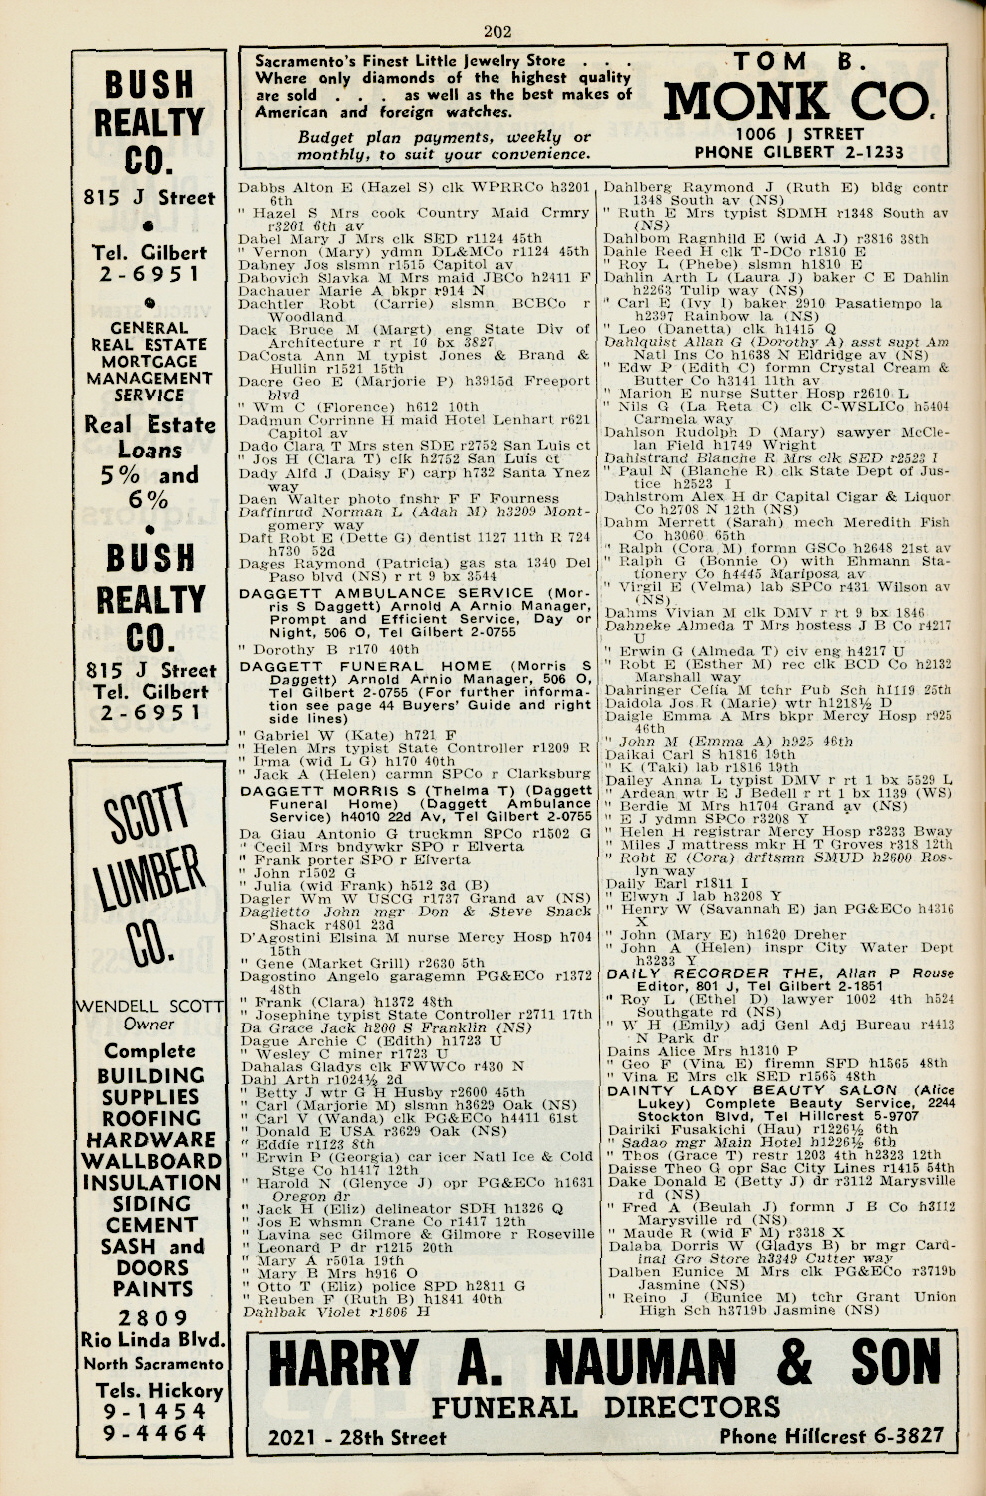 202
BUSH
REALTY
CO.
815 J Street
•
Tel. Gilbert
2-6951
•
GENERAL
REAL ESTATE
MORTGAGE
MANAGEMENT
SERVICE
Real Estate
Loans
5% and
6%
•
BUSH
REALTY
CO.
815 J Street
Tel. Gilbert
2-6951
SCOTT
LUMBER
CO.
WENDELL SCOTT
Owner
Complete
BUILDING
SUPPLIES
ROOFING
HARDWARE
WALLBOARD
INSULATION
SIDING
CEMENT
SASH and
DOORS
PAINTS
2809
Rio Linda Blvd.
North Sacramento
Tels. Hickory
9-1454
9-4464
Sacramento's Finest Little Jewelry Store . . .
Where only diamonds of the highest quality
are sold . . . as well as the best makes of
American and foreign watches.
Budget plan payments, weekly or
monthly, to suit your convenience.
TOM B.
MONK CO.
1006 J STREET
PHONE GILBERT 2-1233
Dabbs Alton E (Hazel S) clk WPRRCo h3201
6th
" Hazel S Mrs cook Country Maid Crmry
r3201 6th av
Dabel Mary J Mrs clk SED r1124 45th
" Vernon (Mary) ydmn DL&MCo r1124 45th
Dabney Jos slsmn r1515 Capitol av
Dabovich Slavka M Mrs maid JBCo h2411 F
Dachauer Marie A bkpr r914 N
Dachtler Robt (Carrie) slsmn BCBCo r
Woodland
Dack Bruce M (Margt) eng State Div of
Architecture r rt 10 bx 3827
DaCosta Ann M typist Jones & Brand &
Hullin r1521 15th
Dacre Geo E (Marjorie P) h3915d Freeport
blvd
" Wm C (Florence) h612 10th
Dadmun Corrinne H maid Hotel Lenhart r621
Capitol av
Dado Clara T Mrs sten SDE r2752 San Luis ct
" Jos H (Clara T) clk h2752 San Luis ct
Dady Alfd J (Daisy F) carp h732 Santa Ynez
way
Daen Walter photo fnshr F F Fourness
Daffinrud Norman L (Adah M) h3209 Mont-
gomery way
Daft Robt E (Dette G) dentist 1127 11th R 724
h730 52d
Dages Raymond (Patricia) gas sta 1340 Del
Paso blvd (NS) r rt 9 bx 3544
DAGGETT AMBULANCE SERVICE (Mor-
ris S Daggett) Arnold A Arnio Manager,
Prompt and Efficient Service, Day or
Night, 506 O, Tel Gilbert 2-0755
" Dorothy B r170 40th
DAGGETT FUNERAL HOME (Morris S
Daggett) Arnold Arnio Manager, 506 O,
Tel Gilbert 2-0755 (For further informa-
tion see page 44 Buyers' Guide and right
side lines)
" Gabriel W (Kate) h721 F
" Helen Mrs typist State Controller r1209 R
" Irma (wid L G) h170 40th
" Jack A (Helen) carmn SPCo r Clarksburg
DAGGETT MORRIS S (Thelma T) (Daggett
Funeral Home) (Daggett Ambulance
Service) h4010 22d Av, Tel Gilbert 2-0755
Da Giau Antonio G truckmn SPCo r1502 G
" Cecil Mrs bndywkr SPO r Elverta
" Frank porter SPO r Elverta
" John r1502 G
" Julia (wid Frank) h512 3d (B)
Dagler Wm W USCG r1737 Grand av (NS)
Daglietto John mgr Don & Steve Snack
Shack r4801 23d
D'Agostini Elsina M nurse Mercy Hosp h704
15th
" Gene (Market Grill) r2630 5th
Dagostino Angelo garagemn PG&ECo r1372
48th
" Frank (Clara) h1372 48th
" Josephine typist State Controller r2711 17th
Da Grace Jack h200 S Franklin (NS)
Dague Archie C (Edith) h1723 U
" Wesley C miner r1723 U
Dahalas Gladys clk FWWCo r430 N
Dahl Arth r1024½ 2d
" Betty J wtr G H Husby r2600 45th
" Carl (Marjorie M) slsmn h3629 Oak (NS)
" Carl V (Wanda) clk PG&ECo h4411 61st
" Donald E USA r3629 Oak (NS)
" Eddie r1123 8th
" Erwin P (Georgia) car icer Natl Ice & Cold
Stge Co h1417 12th
" Harold N (Glenyce J) opr PG&ECo h1631
Oregon dr
" Jack H (Eliz) delineator SDH h1326 Q
" Jos E whsmn Crane Co r1417 12th
" Lavina sec Gilmore & Gilmore r Roseville
" Leonard P dr r1215 20th
" Mary A r501a 19th
" Mary B Mrs h916 O
" Otto T (Eliz) police SPD h2811 G
" Reuben F (Ruth B) h1841 40th
Dahlbak Violet r1606 H
Dahlberg Raymond J (Ruth E) bldg contr
1348 South av (NS)
" Ruth E Mrs typist SDMH r1348 South av
(NS)
Dahlbom Ragnhild E (wid A J) r3816 38th
Dahle Reed H clk T-DCo r1810 E
" Roy L (Phebe) slsmn h1810 E
Dahlin Arth L (Laura J) baker C E Dahlin
h2263 Tulip way (NS)
" Carl E (Ivy I) baker 2910 Pasatiempo la
h2397 Rainbow la (NS)
" Leo (Danetta) clk h1415 Q
Dahlquist Allan G (Dorothy A) asst supt Am
Natl Ins Co h1638 N Eldridge av (NS)
" Edw P (Edith C) formn Crystal Cream &
Butter Co h3141 11th av
" Marion E nurse Sutter Hosp r2610 L
" Nils G (La Reta C) clk C-WSLICo h5404
Carmela way
Dahlson Rudolph D (Mary) sawyer McCle-
lan Field h1749 Wright
Dahlstrand Blanche R Mrs clk SED r2523 I
" Paul N (Blanche R) clk State Dept of Jus-
tice h2523 I
Dahlstrom Alex H dr Capital Cigar & Liquor
Co h2708 N 12th (NS)
Dahm Merrett (Sarah) mech Meredith Fish
Co h3060 65th
" Ralph (Cora M) formn GSCo h2648 21st av
" Ralph G (Bonnie O) with Ehmann Sta-
tionery Co h4445 Mariposa av
" Virgil E (Velma) lab SPCo r431 Wilson av
(NS)
Dahms Vivian M clk DMV r rt 9 bx 1846
Dahneke Almeda T Mrs hostess J B Co r4217
U
" Erwin G (Almeda T) civ eng h4217 U
" Robt E (Esther M) rec clk BCD Co h2132
Marshall way
Dahringer Celia M tchr Pub Sch h1119 25th
Daidola Jos R (Marie) wtr h1218½ D
Daigle Emma A Mrs bkpr Mercy Hosp r925
46th
" John M (Emma A) h925 46th
Daikai Carl S h1816 19th
" K (Taki) lab r1816 19th
Dailey Anna L typist DMV r rt 1 bx 5529 L
" Ardean wtr E J Bedell r rt 1 bx 1139 (WS)
" Berdie M Mrs h1704 Grand av (NS)
" E J ydmn SPCo r3208 Y
" Helen H registrar Mercy Hosp r3233 Bway
" Miles J mattress mkr H T Groves r318 12th
" Robt E (Cora) drftsmn SMUD h2600 Ros-
lyn way
Daily Earl r1811 I
" Elwyn J lab h3208 Y
" Henry W (Savannah E) jan PG&ECo h4316
X
" John (Mary E) h1620 Dreher
" John A (Helen) inspr City Water Dept
h3233 Y
DAILY RECORDER THE, Allan P Rouse
Editor, 801 J, Tel Gilbert 2-1851
" Roy L (Ethel D) lawyer 1002 4th h524
Southgate rd (NS)
" W H (Emily) adj Genl Adj Bureau r4413
N Park dr
Dains Alice Mrs h1310 P
" Geo F (Vina E) firemn SFD h1565 48th
" Vina E Mrs clk SED r1565 48th
DAINTY LADY BEAUTY SALON (Alice
Lukey) Complete Beauty Service, 2244
Stockton Blvd, Tel Hillcrest 5-9707
Dairiki Fusakichi (Hau) r1226½ 6th
" Sadao mgr Main Hotel h1226½ 6th
" Thos (Grace T) restr 1203 4th h2323 12th
Daisse Theo G opr Sac City Lines r1415 54th
Dake Donald E (Betty J) dr r3112 Marysville
rd (NS)
" Fred A (Beulah J) formn J B Co h3112
Marysville rd (NS)
" Maude R (wid F M) r3318 X
Dalaba Dorris W (Gladys B) br mgr Card-
inal Gro Store h3349 Cutter way
Dalben Eunice M Mrs clk PG&ECo r3719b
Jasmine (NS)
" Reino J (Eunice M) tchr Grant Union
High Sch h3719b Jasmine (NS)
HARRY A. NAUMAN & SON
FUNERAL DIRECTORS
2021 - 28th Street
Phone Hillcrest 6-3827